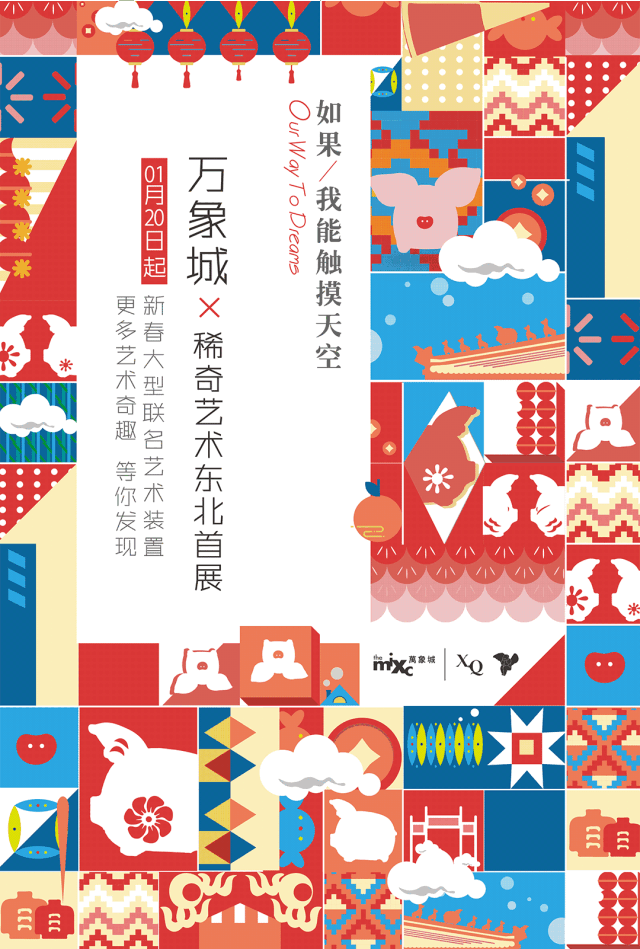 如果/我能触摸天空
Our Way To Dreams
万象城×稀奇艺术东北首展
01月20日起
新春大型联名艺术装置
更多艺术奇趣 等你发现
the mixc 萬象城
XQ